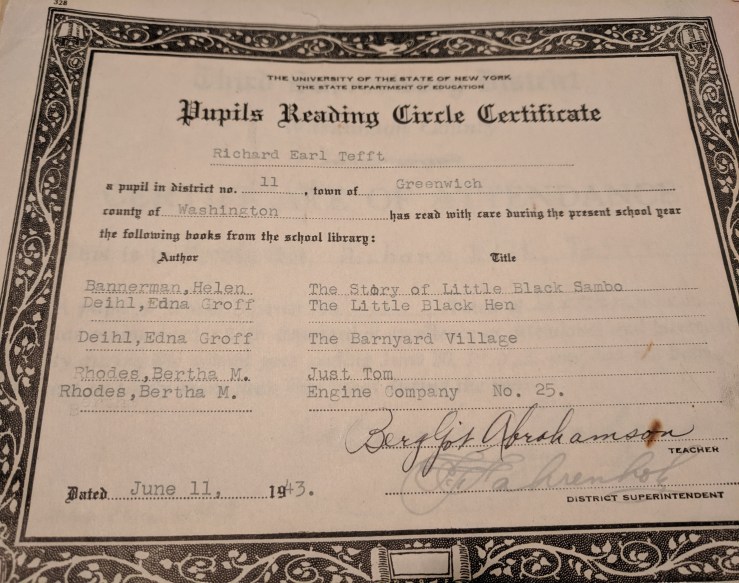 328
THE UNIVERSITY OF THE STATE OF NEW YORK
THE STATE DEPARTMENT OF EDUCATION
Pupils Reading Circle Certificate
Richard Earl Tefft
a pupil in district no. 11, town of Greenwich
county of Washington has read with care during the present school year
the following books from the school library:
Author Title
Bannerman,Helen The Story of Little Black Sambo
Deihl,Edna Groff The Little Black Hen
Deihl,Edna Groff The Barnyard Village
Rhodes,Bertha M. Just Tom
Rhodes,Bertha M. Engine Company No. 25.
Bergljot Abrahamson
TEACHER
Dated June 11, 1943.
DISTRICT SUPERINTENDENT